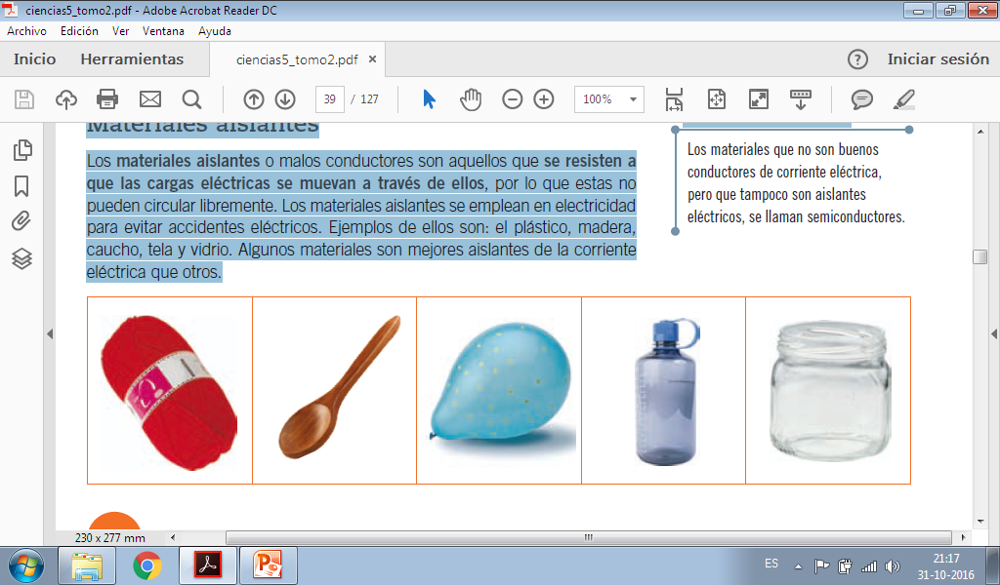 ciencias5_tomo2.pdf - Adobe Acrobat Reader DC
Archivo Edición Ver Ventana Ayuda
Inicio Herramientas ciencias5_tomo2.pdf × Iniciar sesión
39 / 127 100%
Materiales aislantes
Los materiales aislantes o malos conductores son aquellos que se resisten a
que las cargas eléctricas se muevan a través de ellos, por lo que estas no
pueden circular libremente. Los materiales aislantes se emplean en electricidad
para evitar accidentes eléctricos. Ejemplos de ellos son: el plástico, madera,
caucho, tela y vidrio. Algunos materiales son mejores aislantes de la corriente
eléctrica que otros.
Los materiales que no son buenos
conductores de corriente eléctrica,
pero que tampoco son aislantes
eléctricos, se llaman semiconductores.
230 x 277 mm
ES
21:17
31-10-2016